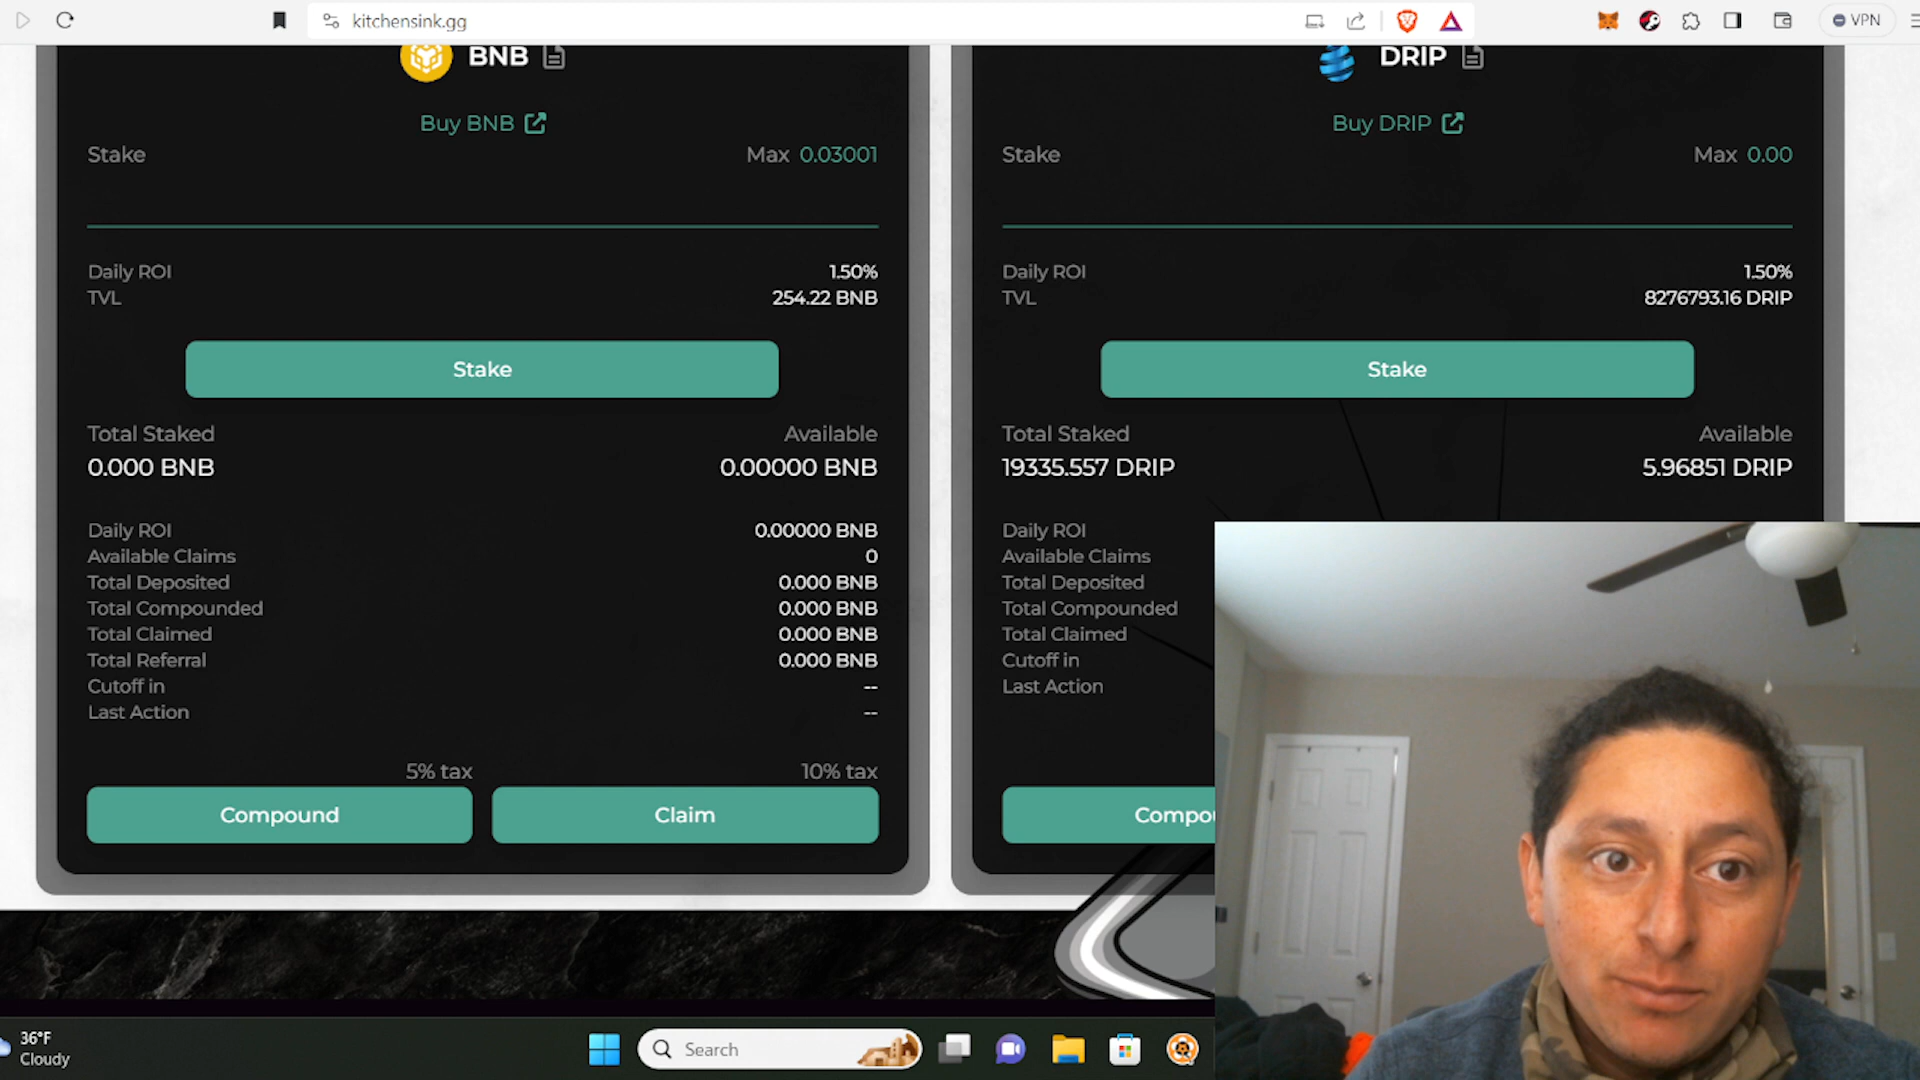 kitchensink.gg
VPN
BNB
Buy BNB
Stake
Max 0.03001
Daily ROI
1.50%
TVL
254.22 BNB
Stake
Total Staked
Available
0.000 BNB
0.00000 BNB
Daily ROI
0.00000 BNB
Available Claims
0
Total Deposited
0.000 BNB
Total Compounded
0.000 BNB
Total Claimed
0.000 BNB
Total Referral
0.000 BNB
Cutoff in
--
Last Action
--
5% tax
10% tax
Compound
Claim
DRIP
Buy DRIP
Stake
Max 0.00
Daily ROI
1.50%
TVL
8276793.16 DRIP
Stake
Total Staked
Available
19335.557 DRIP
5.96851 DRIP
Daily ROI
Available Claims
Total Deposited
Total Compounded
Total Claimed
Cutoff in
Last Action
Compou
36°F
Cloudy
Search